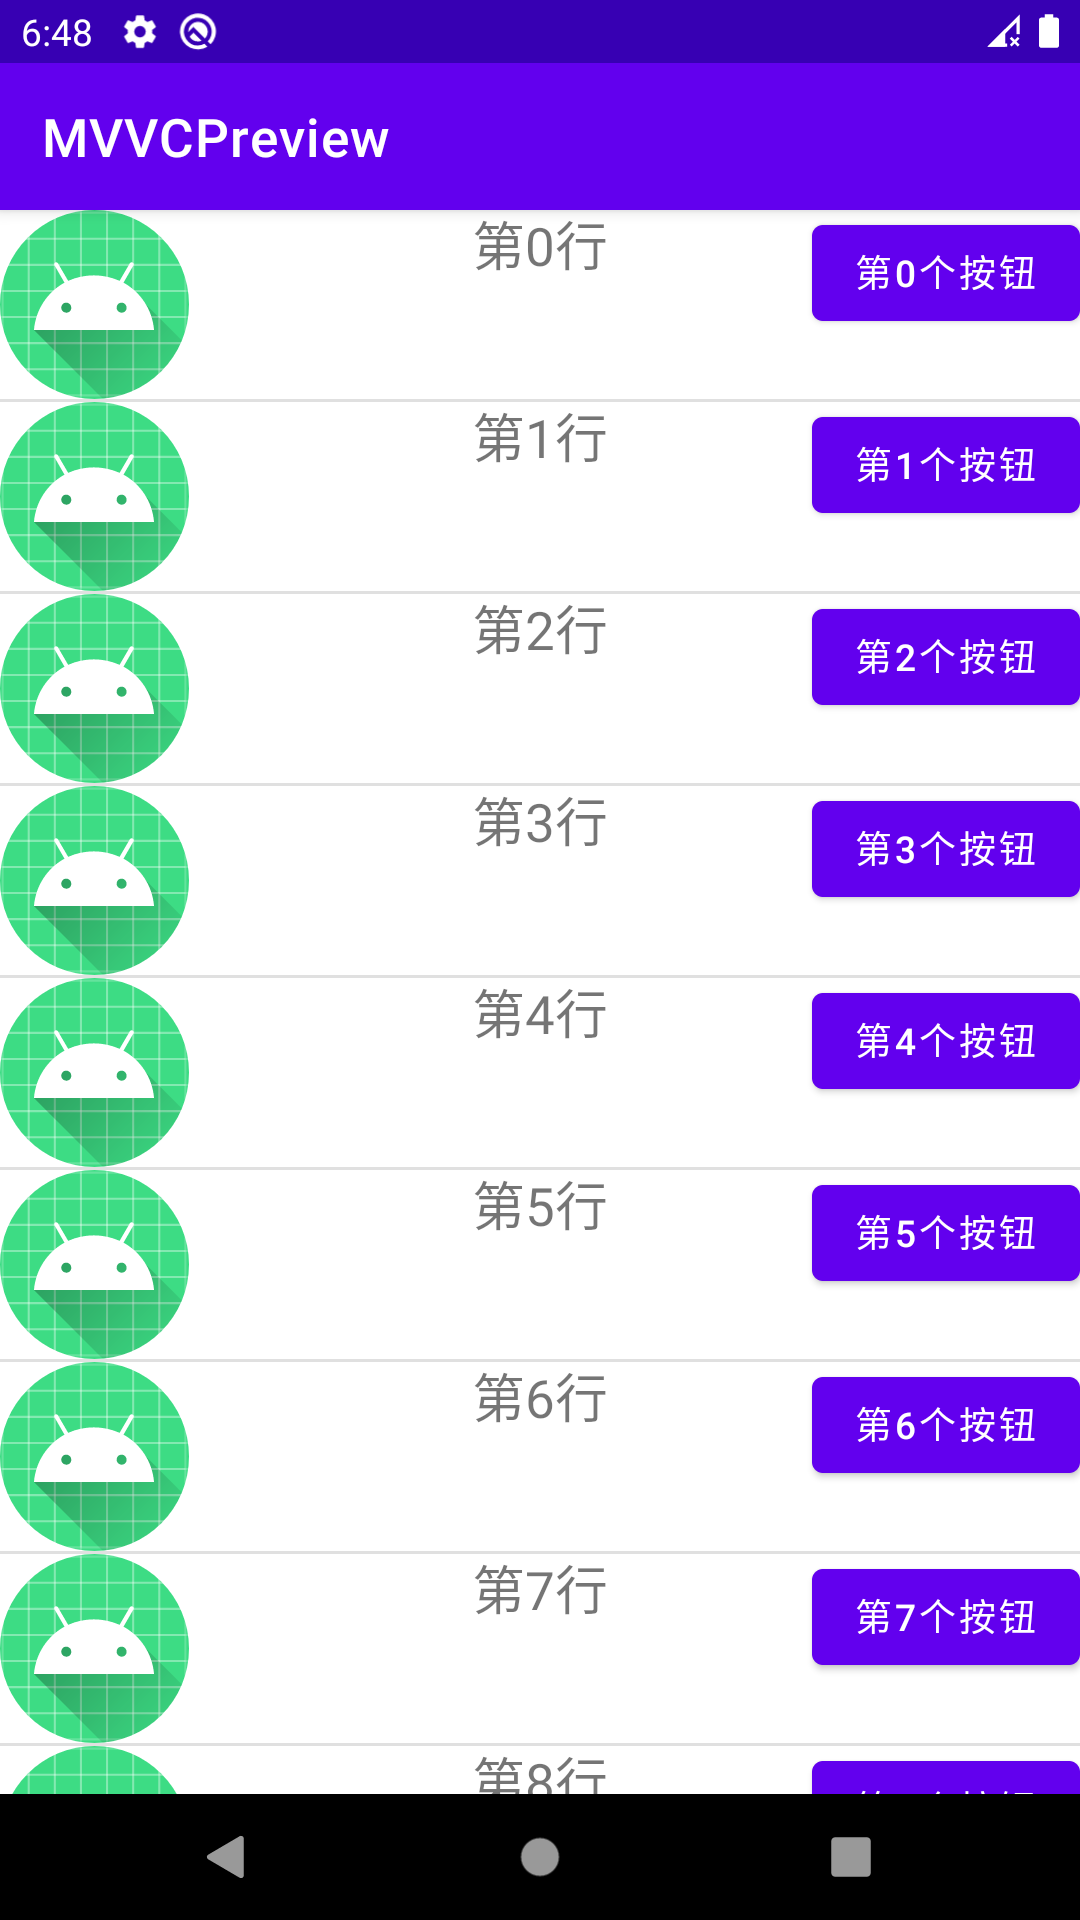 6:48
MVVCPreview
第0行
第0个按钮
第1行
第1个按钮
第2行
第2个按钮
第3行
第3个按钮
第4行
第4个按钮
第5行
第5个按钮
第6行
第6个按钮
第7行
第7个按钮
第8行